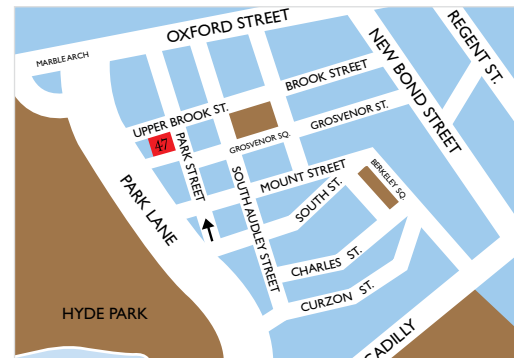 OXFORD STREET
REGENT ST.
MARBLE ARCH
NEW BOND STREET
BROOK STREET
UPPER BROOK ST.
GROSVENOR ST.
47
PARK STREET
GROSVENOR SQ.
MOUNT STREET
BERKELEY SQ.
PARK LANE
SOUTH AUDLEY STREET
SOUTH ST.
CHARLES ST.
CURZON ST.
HYDE PARK
CADILLY